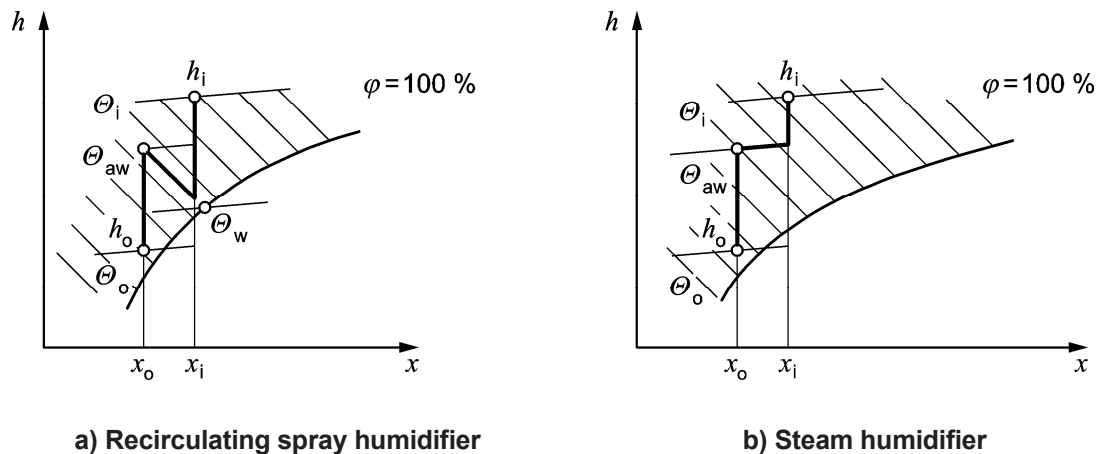 h
h_i
φ = 100 %
Θ_i
Θ_aw
h_o
Θ_w
Θ_o
x_o
x_i
x
a) Recirculating spray humidifier
h
h_i
φ = 100 %
Θ_i
Θ_aw
h_o
Θ_o
x_o
x_i
x
b) Steam humidifier